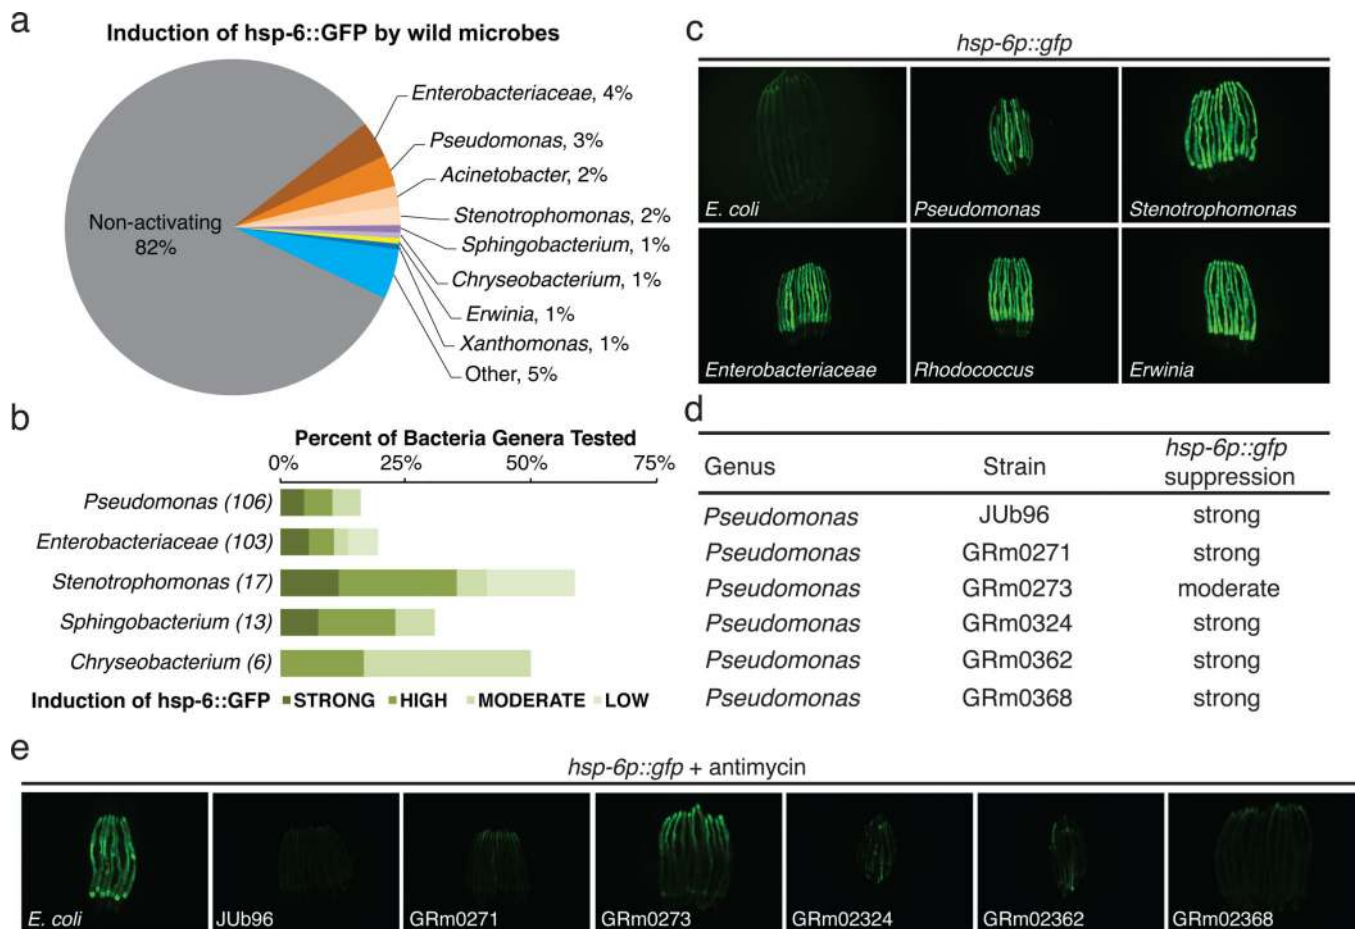 a
Induction of hsp-6::GFP by wild microbes
Non-activating
82%
Enterobacteriaceae, 4%
Pseudomonas, 3%
Acinetobacter, 2%
Stenotrophomonas, 2%
Sphingobacterium, 1%
Chryseobacterium, 1%
Erwinia, 1%
Xanthomonas, 1%
Other, 5%
b
Percent of Bacteria Genera Tested
0% 25% 50% 75%
Pseudomonas (106)
Enterobacteriaceae (103)
Stenotrophomonas (17)
Sphingobacterium (13)
Chryseobacterium (6)
Induction of hsp-6::GFP STRONG HIGH MODERATE LOW
c
hsp-6p::gfp
E. coli Pseudomonas Stenotrophomonas
Enterobacteriaceae Rhodococcus Erwinia
d
Genus Strain hsp-6p::gfp suppression
Pseudomonas JUb96 strong
Pseudomonas GRm0271 strong
Pseudomonas GRm0273 moderate
Pseudomonas GRm0324 strong
Pseudomonas GRm0362 strong
Pseudomonas GRm0368 strong
e
hsp-6p::gfp + antimycin
E. coli JUb96 GRm0271 GRm0273 GRm02324 GRm02362 GRm02368